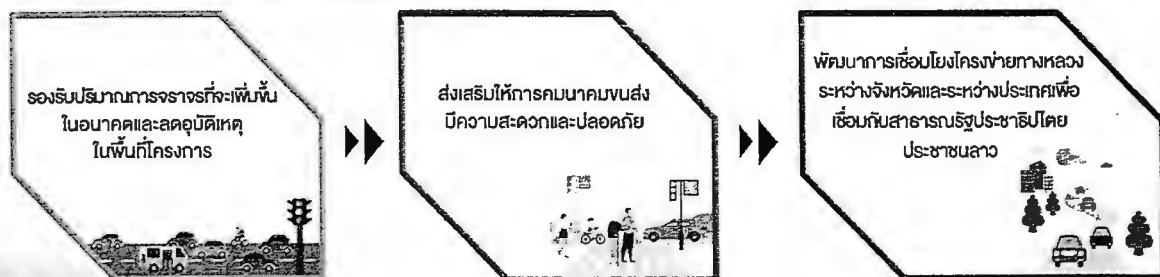 รองรับปริมาณการจราจรที่จะเพิ่มขึ้น
ในอนาคตและลดอุบัติเหตุ
ในพื้นที่โครงการ
ส่งเสริมให้การคมนาคมขนส่ง
มีความสะดวกและปลอดภัย
พัฒนาการเชื่อมโยงโครงข่ายทางหลวง
ระหว่างจังหวัดและระหว่างประเทศเพื่อ
เชื่อมกับสาธารณรัฐประชาธิปไตย
ประชาชนลาว